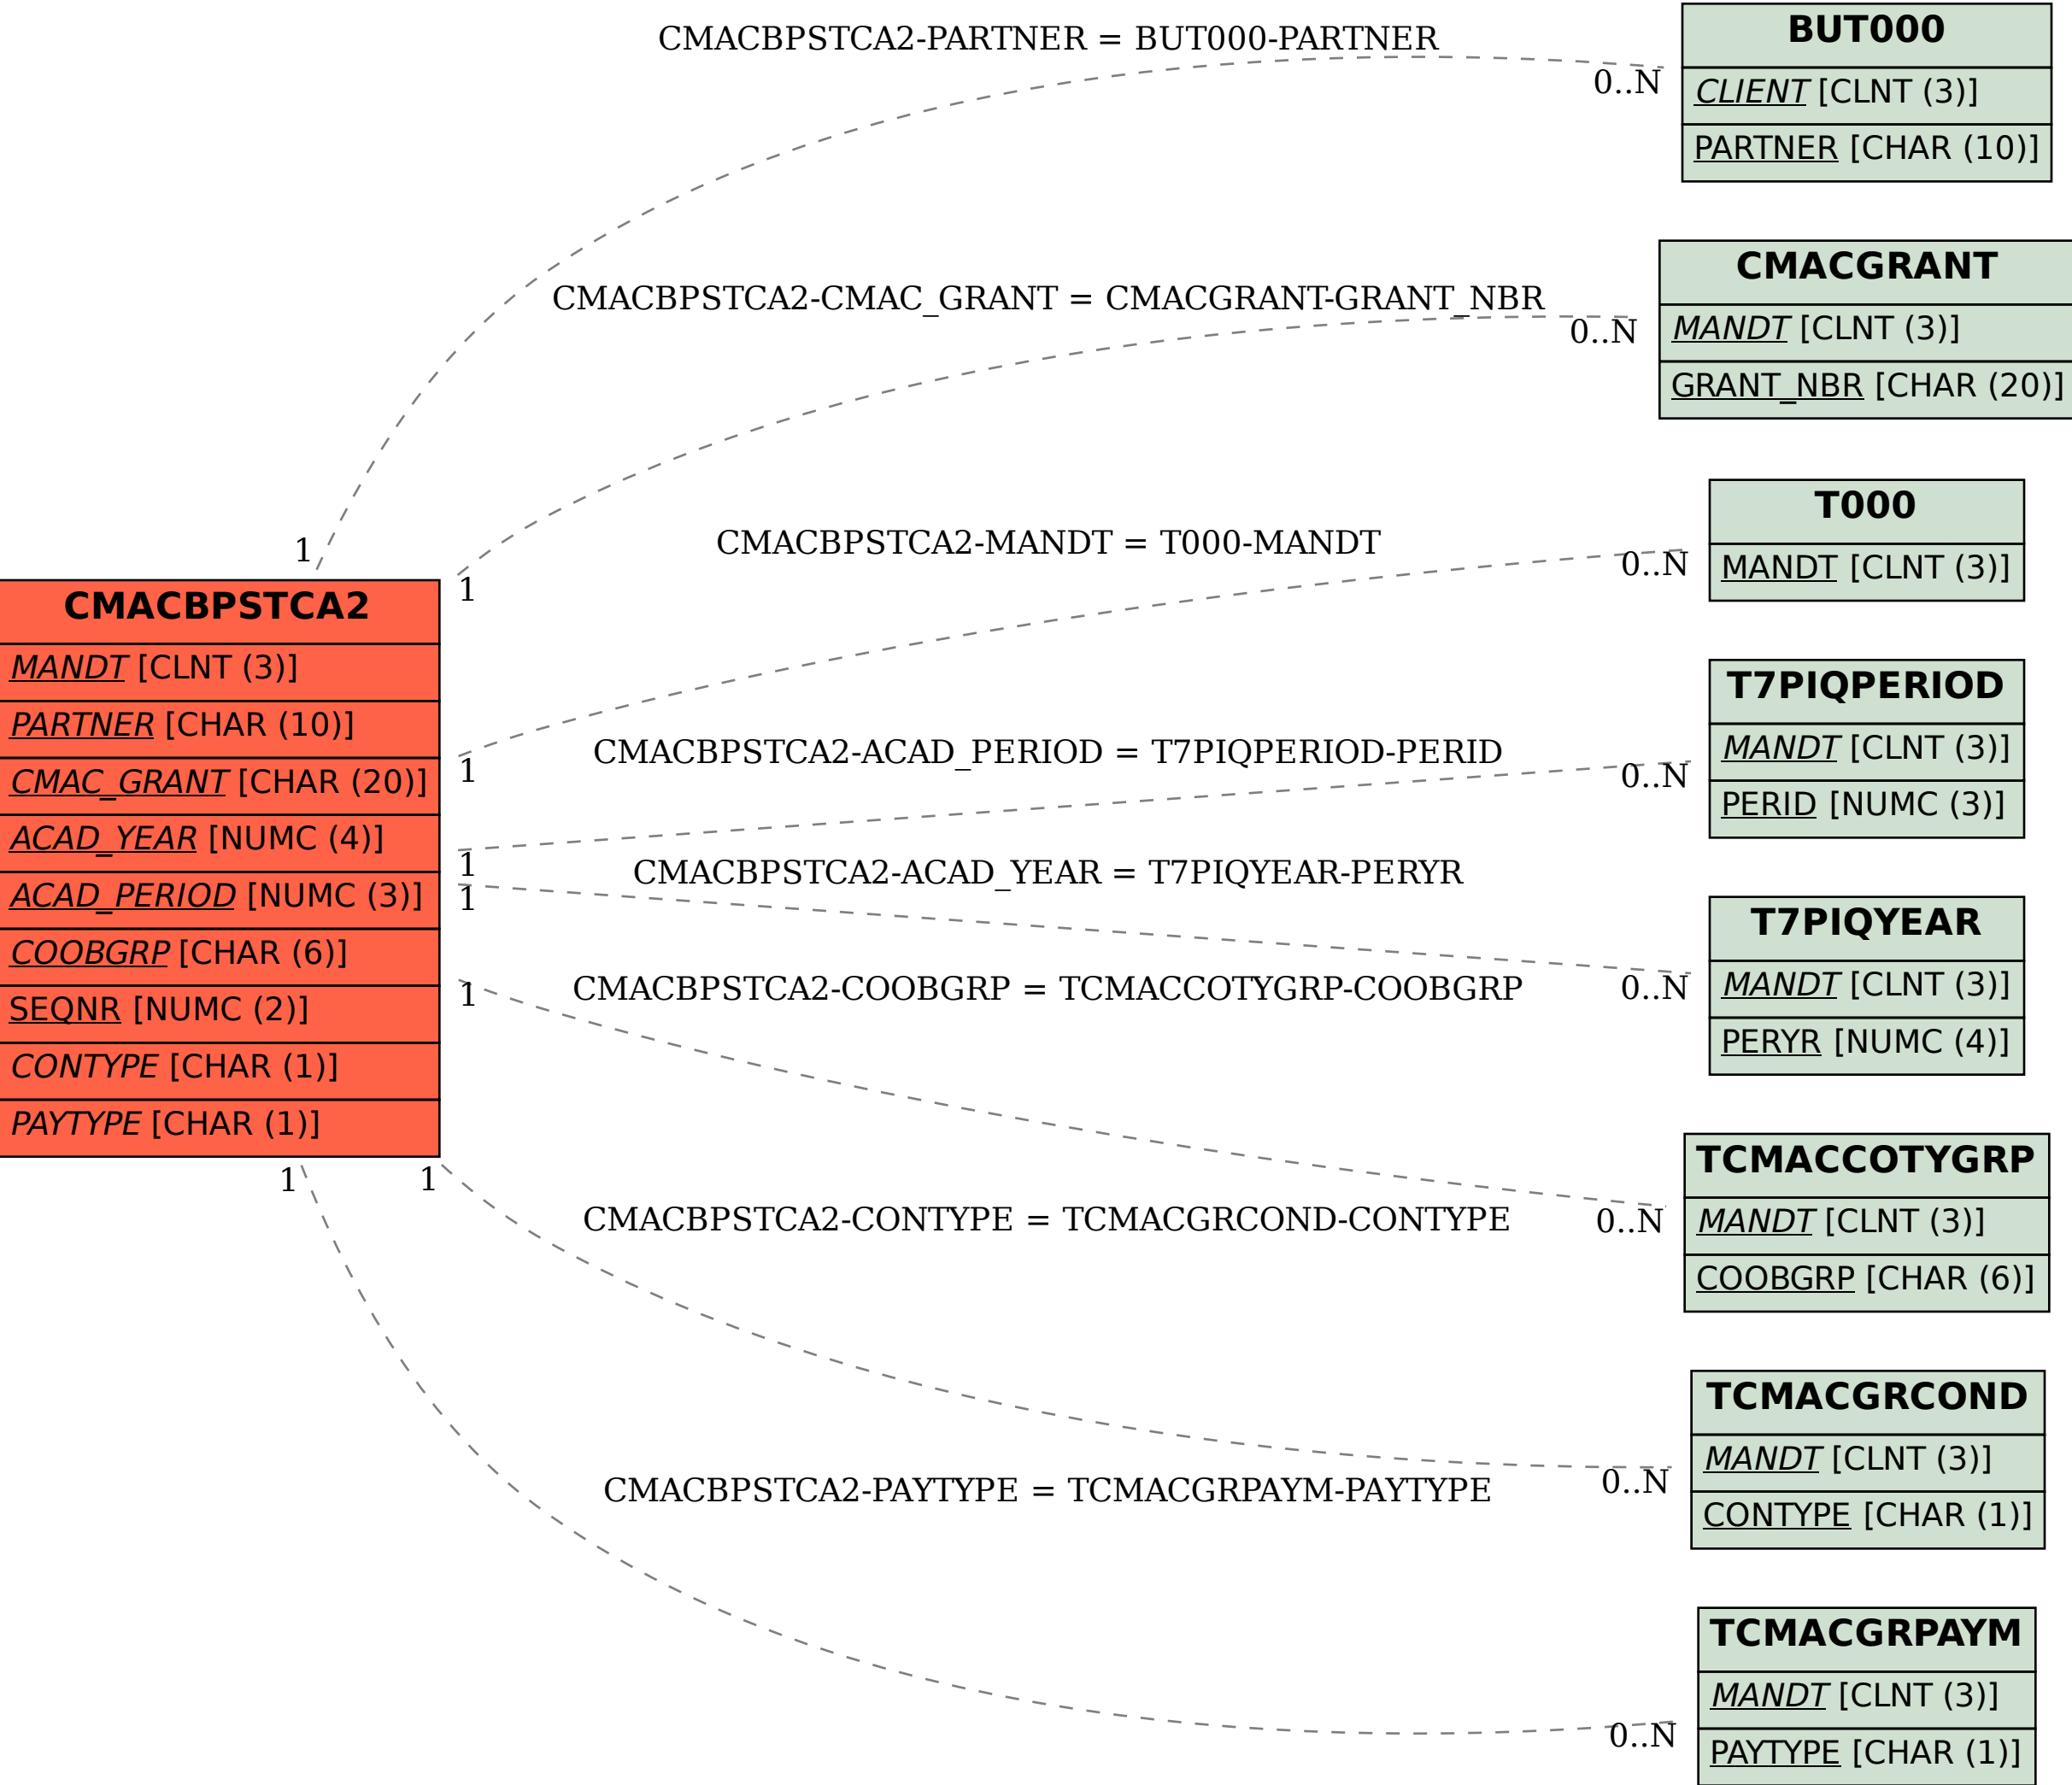 CMACBPSTCA2-PARTNER = BUT000-PARTNER
0..N
1
BUT000
CLIENT [CLNT (3)]
PARTNER [CHAR (10)]
CMACBPSTCA2-CMAC_GRANT = CMACGRANT-GRANT_NBR
0..N
1
CMACGRANT
MANDT [CLNT (3)]
GRANT_NBR [CHAR (20)]
CMACBPSTCA2-MANDT = T000-MANDT
0..N
1
T000
MANDT [CLNT (3)]
CMACBPSTCA2
MANDT [CLNT (3)]
PARTNER [CHAR (10)]
CMAC_GRANT [CHAR (20)]
ACAD_YEAR [NUMC (4)]
ACAD_PERIOD [NUMC (3)]
COOBGRP [CHAR (6)]
SEQNR [NUMC (2)]
CONTYPE [CHAR (1)]
PAYTYPE [CHAR (1)]
CMACBPSTCA2-ACAD_PERIOD = T7PIQPERIOD-PERID
0..N
1
T7PIQPERIOD
MANDT [CLNT (3)]
PERID [NUMC (3)]
CMACBPSTCA2-ACAD_YEAR = T7PIQYEAR-PERYR
0..N
1
T7PIQYEAR
MANDT [CLNT (3)]
PERYR [NUMC (4)]
CMACBPSTCA2-COOBGRP = TCMACCOTYGRP-COOBGRP
0..N
1
TCMACCOTYGRP
MANDT [CLNT (3)]
COOBGRP [CHAR (6)]
CMACBPSTCA2-CONTYPE = TCMACGRCOND-CONTYPE
0..N
1
TCMACGRCOND
MANDT [CLNT (3)]
CONTYPE [CHAR (1)]
CMACBPSTCA2-PAYTYPE = TCMACGRPAYM-PAYTYPE
0..N
1
TCMACGRPAYM
MANDT [CLNT (3)]
PAYTYPE [CHAR (1)]